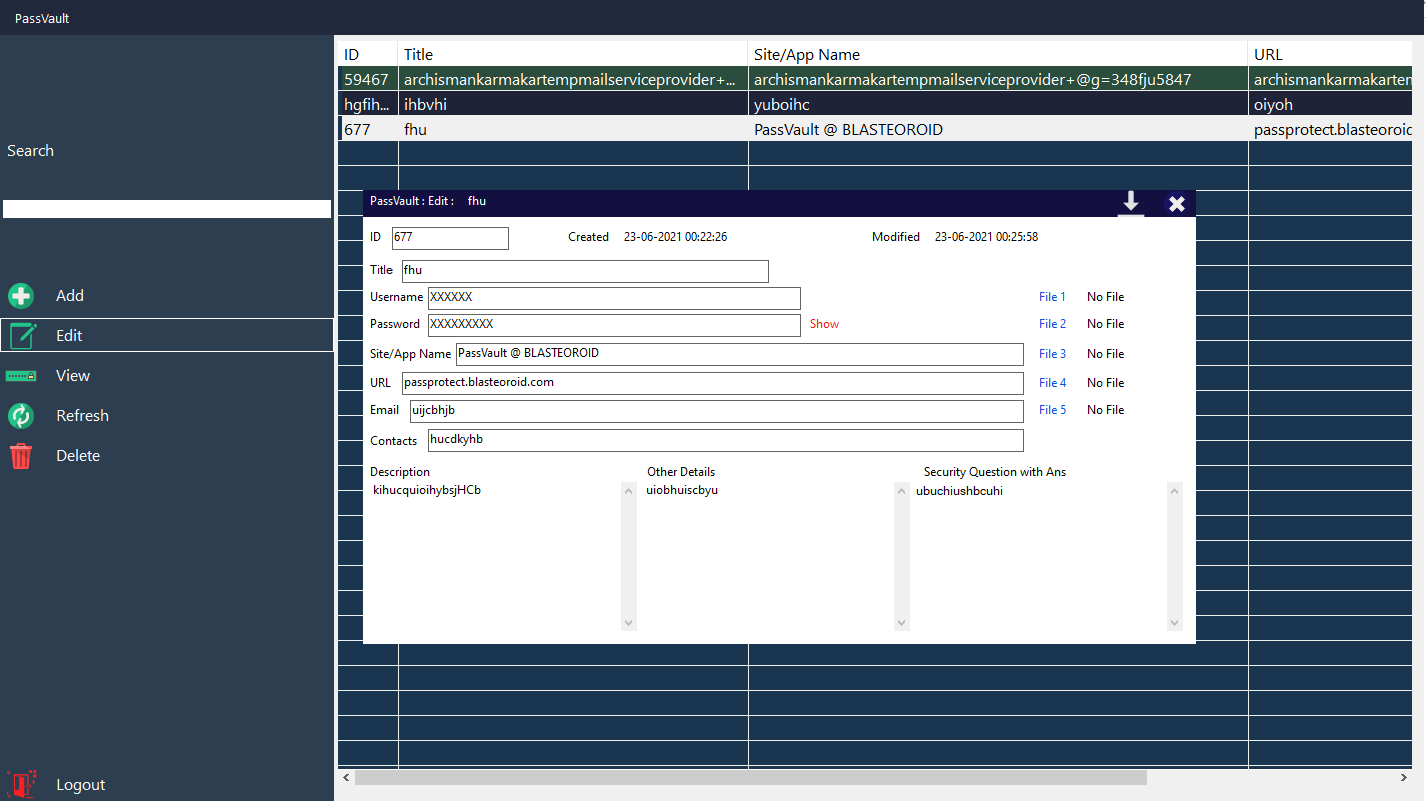 PassVault
Search
Add
Edit
View
Refresh
Delete
Logout
ID Title Site/App Name URL
59467 archismankarmakartempmailserviceprovider+... archismankarmakartempmailserviceprovider+@g=348fju5847 archismankarmakarten
hgfih... ihbvhi yuboihc oiyoh
677 fhu PassVault @ BLASTEOROID passprotect.blasteoroid
PassVault : Edit : fhu
ID 677 Created 23-06-2021 00:22:26 Modified 23-06-2021 00:25:58
Title fhu
Username XXXXXX File 1 No File
Password XXXXXXXXX Show File 2 No File
Site/App Name PassVault @ BLASTEOROID File 3 No File
URL passprotect.blasteoroid.com File 4 No File
Email uijcbhjb File 5 No File
Contacts hucdkyhb
Description Other Details Security Question with Ans
kihucquioihybsjHCb uiobhuiscbyu ubuchiushbcuhi